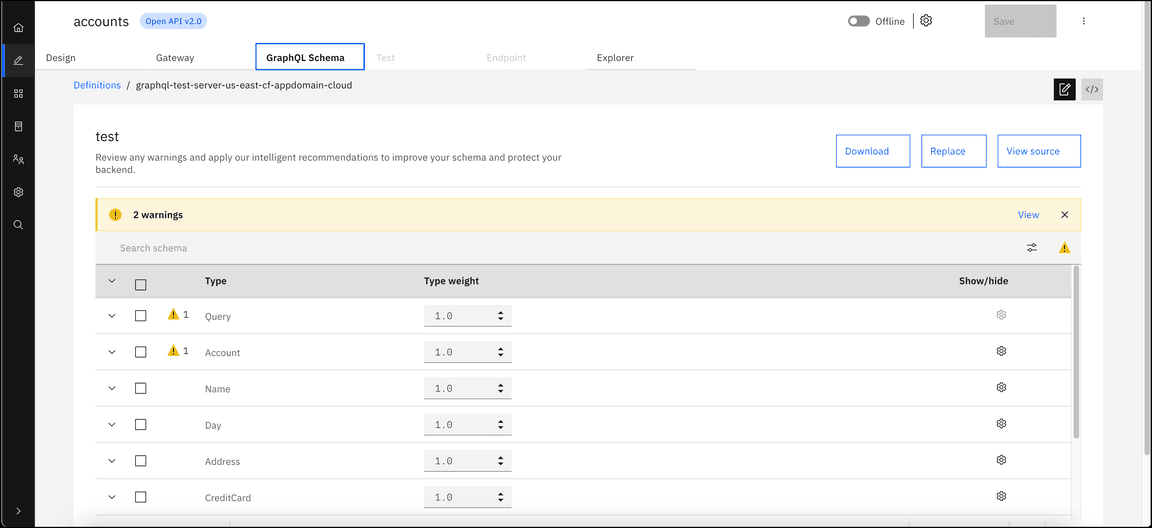 accounts
Open API v2.0
Offline
Save
Design
Gateway
GraphQL Schema
Test
Endpoint
Explorer
Definitions / graphql-test-server-us-east-cf-appdomain-cloud
</>
test
Review any warnings and apply our intelligent recommendations to improve your schema and protect your
backend.
Download
Replace
View source
2 warnings
View
Search schema
Type
Type weight
Show/hide
1 Query 1.0
1 Account 1.0
Name 1.0
Day 1.0
Address 1.0
CreditCard 1.0